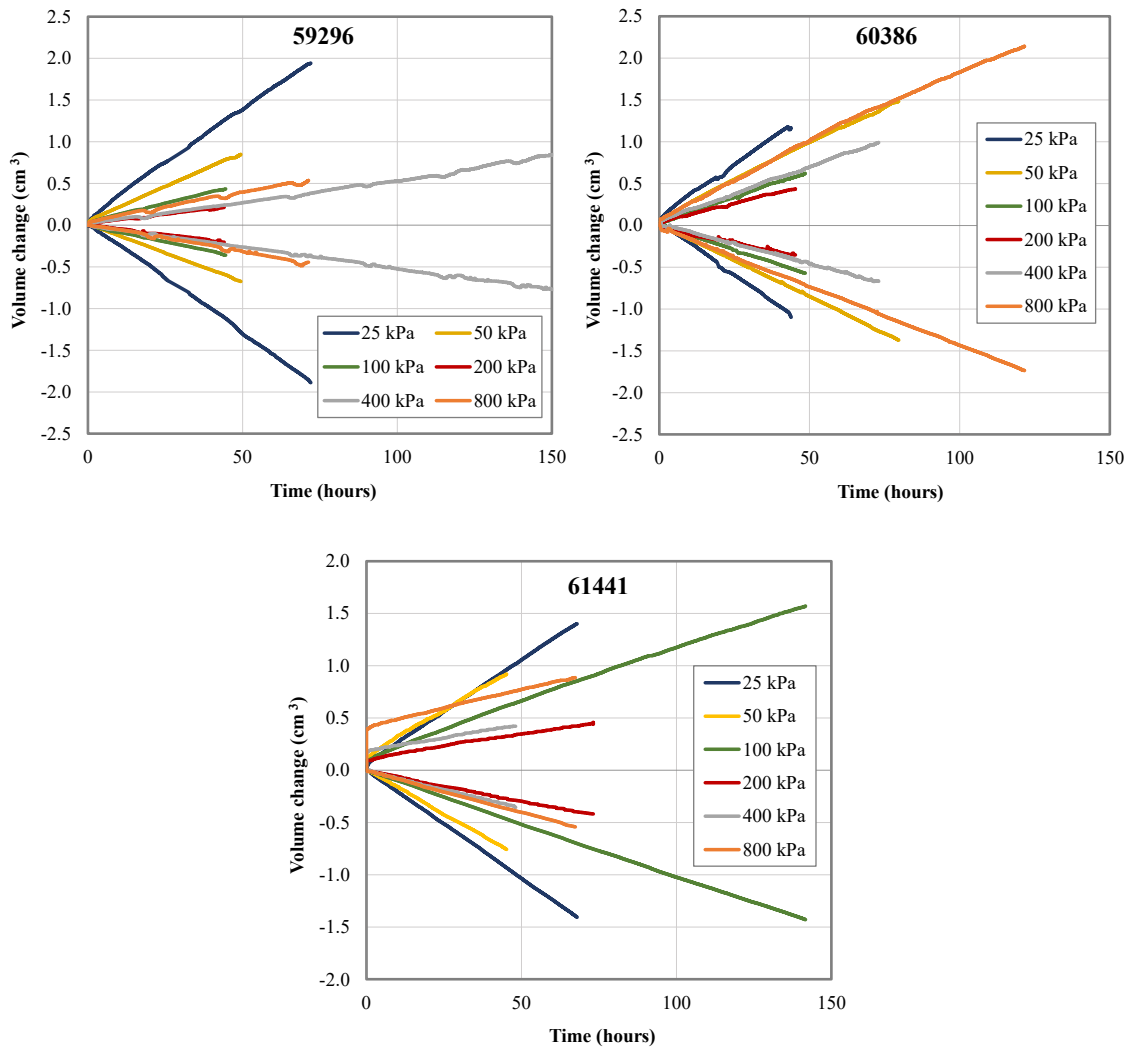 59296
2.5
2.0
1.5
1.0
0.5
0.0
-0.5
-1.0
-1.5
-2.0
-2.5
Volume change (cm ³)
0 50 100 150
Time (hours)
25 kPa 50 kPa
100 kPa 200 kPa
400 kPa 800 kPa
60386
2.5
2.0
1.5
1.0
0.5
0.0
-0.5
-1.0
-1.5
-2.0
-2.5
Volume change (cm ³)
0 50 100 150
Time (hours)
25 kPa
50 kPa
100 kPa
200 kPa
400 kPa
800 kPa
61441
2.0
1.5
1.0
0.5
0.0
-0.5
-1.0
-1.5
-2.0
Volume change (cm ³)
0 50 100 150
Time (hours)
25 kPa
50 kPa
100 kPa
200 kPa
400 kPa
800 kPa